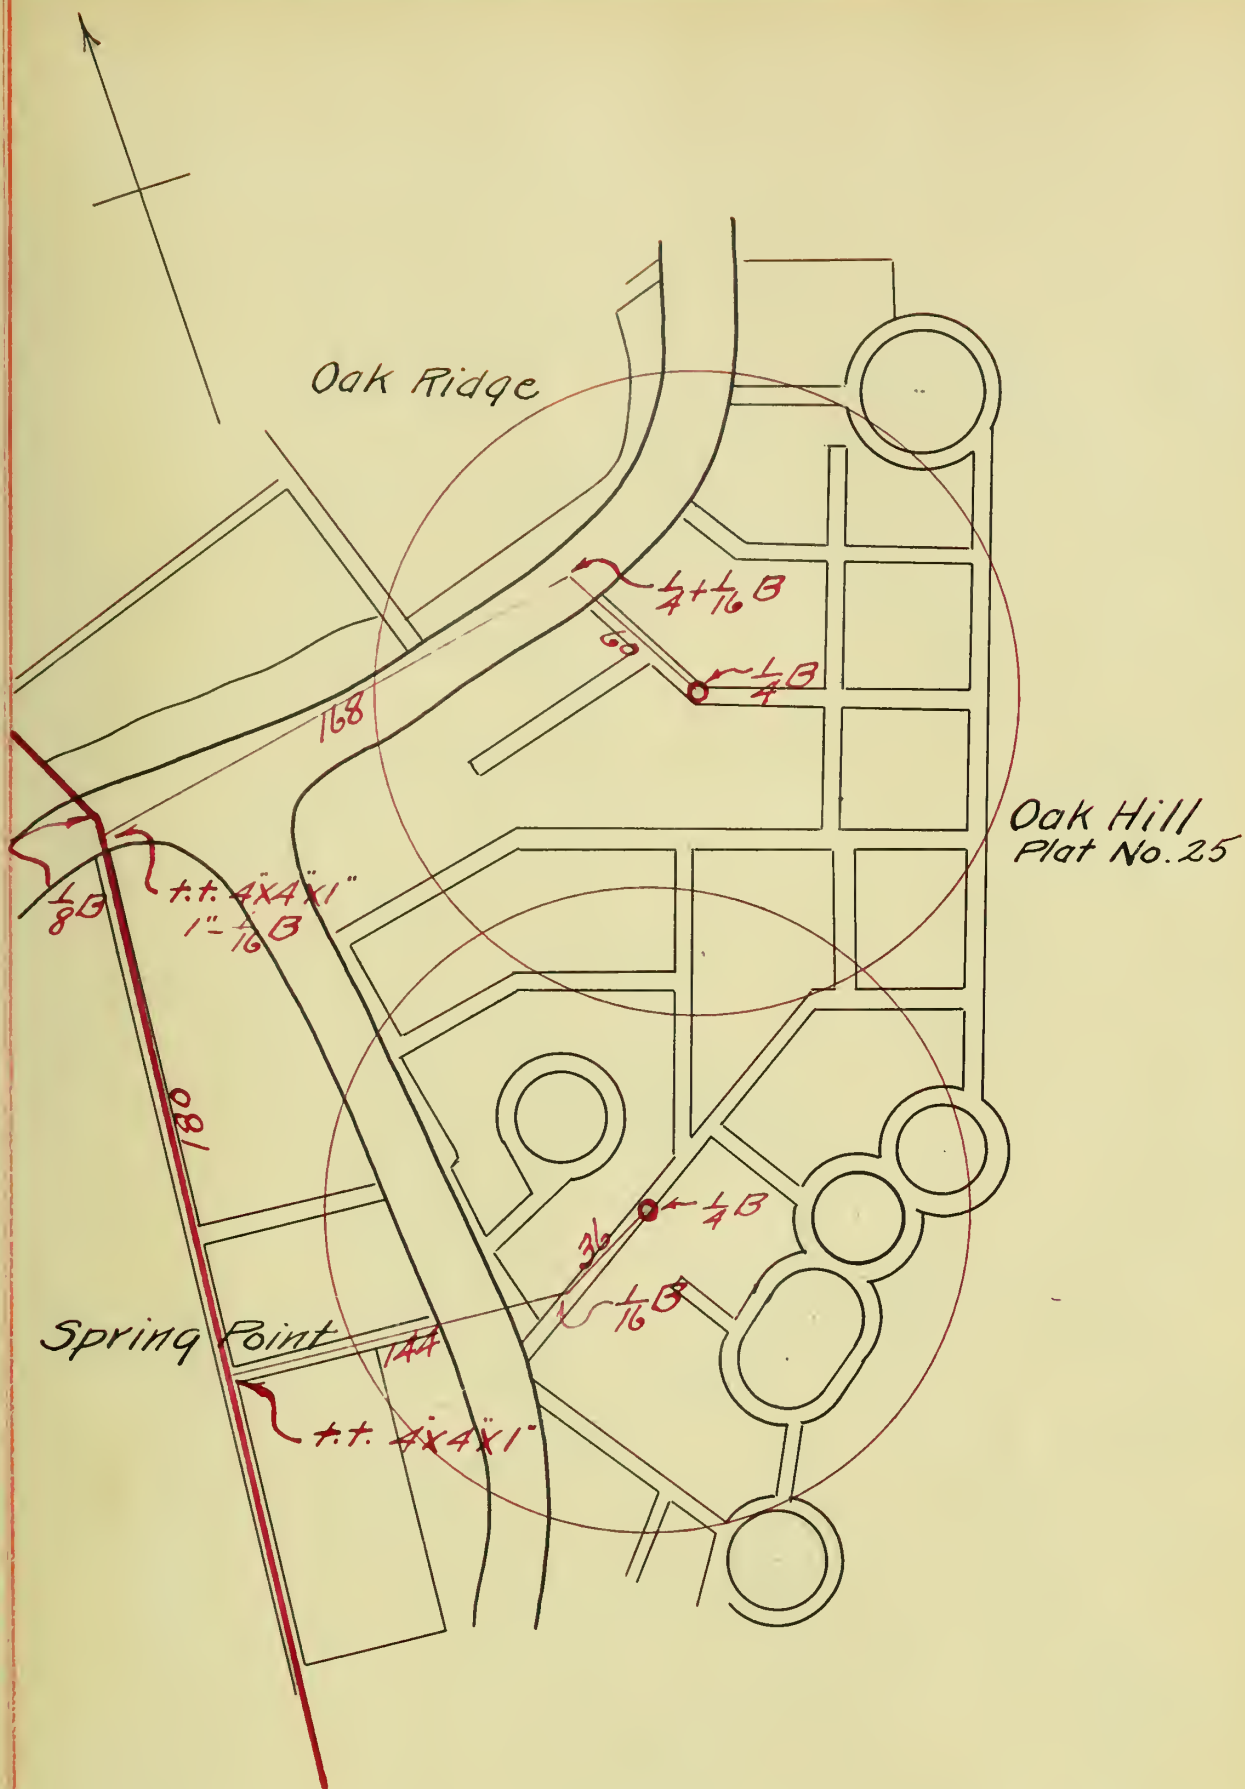 Oak Ridge
1/4 + 1/16 B
60
1/4 B
168
Oak Hill
Plat No. 25
1/8 B
t.t. 4"x4"x1"
1"-1/16 B
180
1/4 B
36
1/16 B
Spring Point
144
t.t. 4"x4"x1"